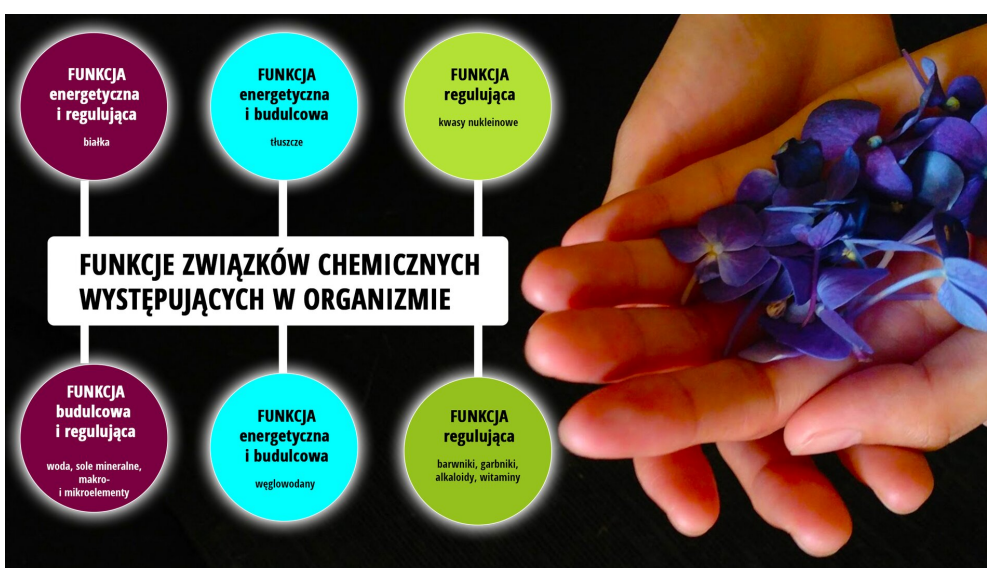 FUNKCJA
energetyczna
i regulująca
białka
FUNKCJA
energetyczna
i budulcowa
tłuszcze
FUNKCJA
regulująca
kwasy nukleinowe
FUNKCJE ZWIĄZKÓW CHEMICZNYCH
WYSTĘPUJĄCYCH W ORGANIZMIE
FUNKCJA
budulcowa
i regulująca
woda, sole mineralne,
makro-
i mikroelementy
FUNKCJA
energetyczna
i budulcowa
węglowodany
FUNKCJA
regulująca
barwniki, garbniki,
alkaloidy, witaminy